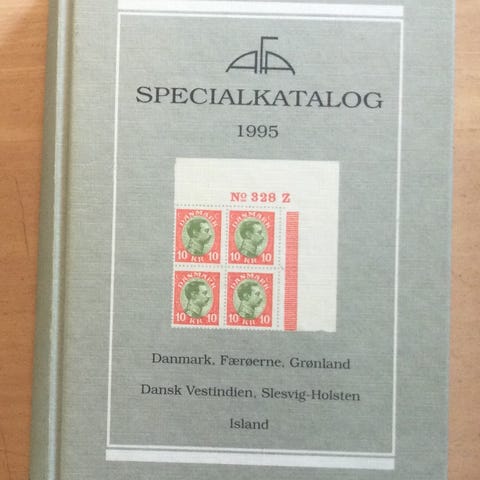 AFA
SPECIALKATALOG
1995
No 328 Z
DANMARK DANMARK
10 KR 10 10 KR 10
DANMARK DANMARK
10 KR 10 10 KR 10
Danmark, Færøerne, Grønland
Dansk Vestindien, Slesvig-Holsten
Island